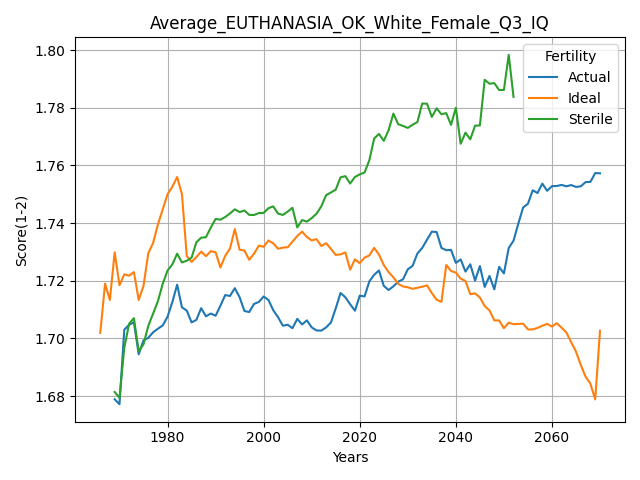 Average_EUTHANASIA_OK_White_Female_Q3_IQ
Fertility
Actual
Ideal
Sterile
Score(1-2)
1.80
1.78
1.76
1.74
1.72
1.70
1.68
1980
2000
2020
2040
2060
Years